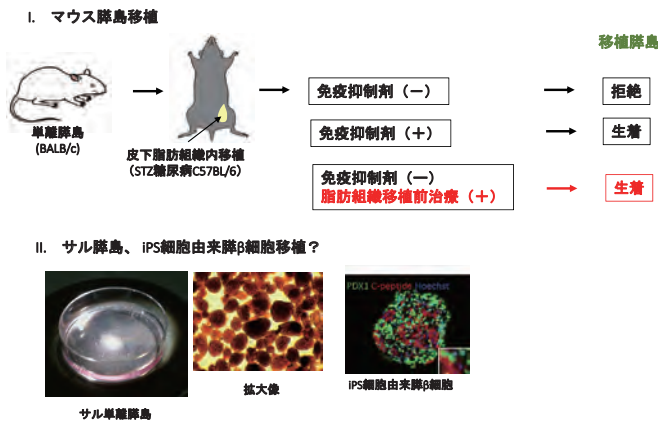 I. マウス膵島移植
移植膵島
免疫抑制剤（－）
拒絶
単離膵島
(BALB/c)
免疫抑制剤（＋）
生着
皮下脂肪組織内移植
（STZ糖尿病C57BL/6）
免疫抑制剤（－）
脂肪組織移植前治療（＋）
生着
II. サル膵島、 iPS細胞由来膵β細胞移植？
PDX1 C-peptide Hoechst
サル単離膵島
拡大像
iPS細胞由来膵β細胞